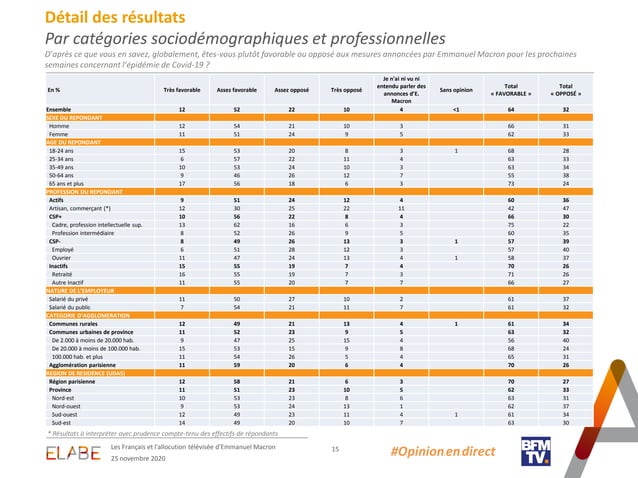 Détail des résultats
Par catégories sociodémographiques et professionnelles
D'après ce que vous en savez, globalement, êtes-vous plutôt favorable ou opposé aux mesures annoncées par Emmanuel Macron pour les prochaines
semaines concernant l'épidémie de Covid-19 ?
En % Très favorable Assez favorable Assez opposé Très opposé Je n'ai ni vu ni entendu parler des annonces d'E. Macron Sans opinion Total « FAVORABLE » Total « OPPOSÉ »
Ensemble 12 52 22 10 4 <1 64 32
SEXE DU REPONDANT
Homme 12 54 21 10 3 66 31
Femme 11 51 24 9 5 62 33
AGE DU REPONDANT
18-24 ans 15 53 20 8 3 1 68 28
25-34 ans 6 57 22 11 4 63 33
35-49 ans 10 53 24 10 3 63 34
50-64 ans 9 46 26 12 7 55 38
65 ans et plus 17 56 18 6 3 73 24
PROFESSION DU REPONDANT
Actifs 9 51 24 12 4 60 36
Artisan, commerçant (*) 12 30 25 22 11 42 47
CSP+ 10 56 22 8 4 66 30
Cadre, profession intellectuelle sup. 13 62 16 6 3 75 22
Profession intermédiaire 8 52 26 9 5 60 35
CSP- 8 49 26 13 3 1 57 39
Employé 6 51 28 12 3 57 40
Ouvrier 11 47 24 13 4 1 58 37
Inactifs 15 55 19 7 4 70 26
Retraité 16 55 19 7 3 71 26
Autre Inactif 11 55 20 7 7 66 27
NATURE DE L'EMPLOYEUR
Salarié du privé 11 50 27 10 2 61 37
Salarié du public 7 54 21 11 7 61 32
CATEGORIE D'AGGLOMERATION
Communes rurales 12 49 21 13 4 1 61 34
Communes urbaines de province 11 52 23 9 5 63 32
De 2.000 à moins de 20.000 hab. 9 47 25 15 4 56 40
De 20.000 à moins de 100.000 hab. 15 53 15 9 8 68 24
100.000 hab. et plus 11 54 26 5 4 65 31
Agglomération parisienne 11 59 20 6 4 70 26
REGION DE RESIDENCE (UDA5)
Région parisienne 12 58 21 6 3 70 27
Province 11 51 23 10 5 62 33
Nord-est 10 53 23 8 6 63 31
Nord-ouest 9 53 24 13 1 62 37
Sud-ouest 12 49 23 11 4 1 61 34
Sud-est 14 49 20 10 7 63 30
* Résultats à interpréter avec prudence compte-tenu des effectifs de répondants
ELABE
Les Français et l'allocution télévisée d'Emmanuel Macron
25 novembre 2020
15
#Opinion en direct
BFM
TV.